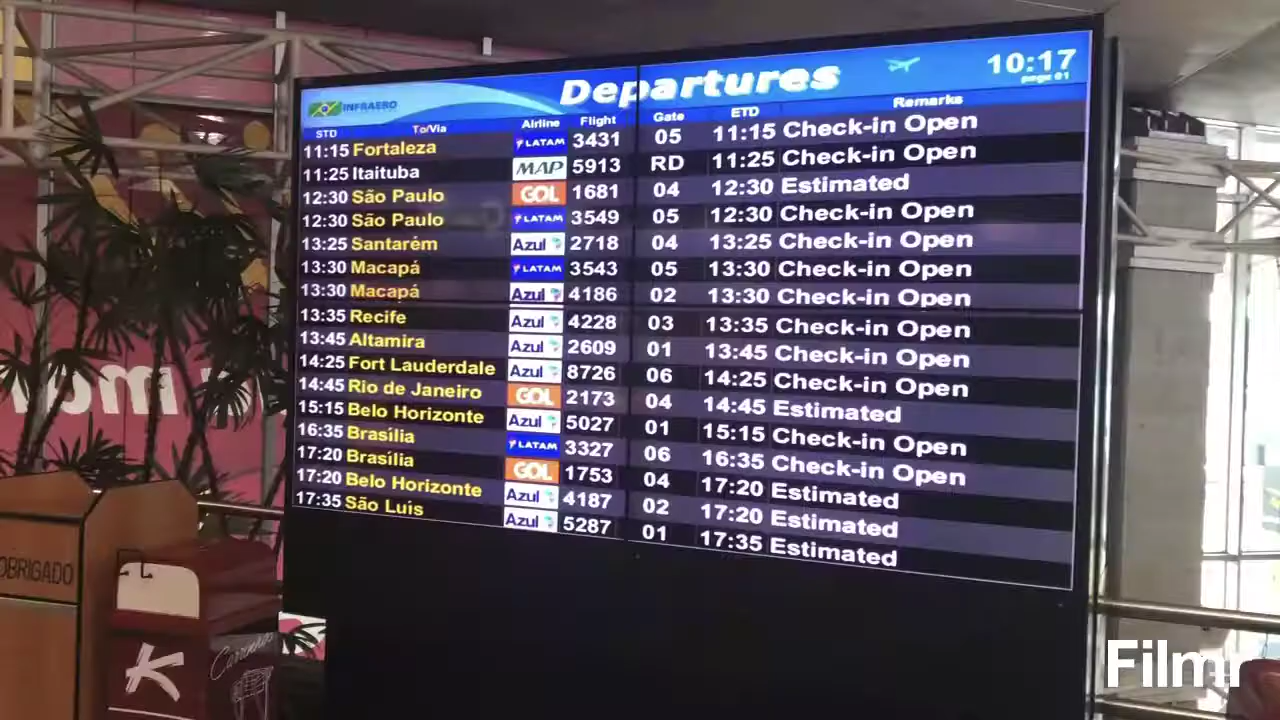 Departures
10:17
page 01
INFRAERO
STD To/Via Airline Flight Gate ETD Remarks
11:15 Fortaleza LATAM 3431 05 11:15 Check-in Open
11:25 Itaituba MAP 5913 RD 11:25 Check-in Open
12:30 São Paulo GOL 1681 04 12:30 Estimated
12:30 São Paulo LATAM 3549 05 12:30 Check-in Open
13:25 Santarém Azul 2718 04 13:25 Check-in Open
13:30 Macapá LATAM 3543 05 13:30 Check-in Open
13:30 Macapá Azul 4186 02 13:30 Check-in Open
13:35 Recife Azul 4228 03 13:35 Check-in Open
13:45 Altamira Azul 2609 01 13:45 Check-in Open
14:25 Fort Lauderdale Azul 8726 06 14:25 Check-in Open
14:45 Rio de Janeiro GOL 2173 04 14:45 Estimated
15:15 Belo Horizonte Azul 5027 01 15:15 Check-in Open
16:35 Brasília LATAM 3327 06 16:35 Check-in Open
17:20 Brasília GOL 1753 04 17:20 Estimated
17:20 Belo Horizonte Azul 4187 02 17:20 Estimated
17:35 São Luis Azul 5287 01 17:35 Estimated
OBRIGADO
K
Filmr